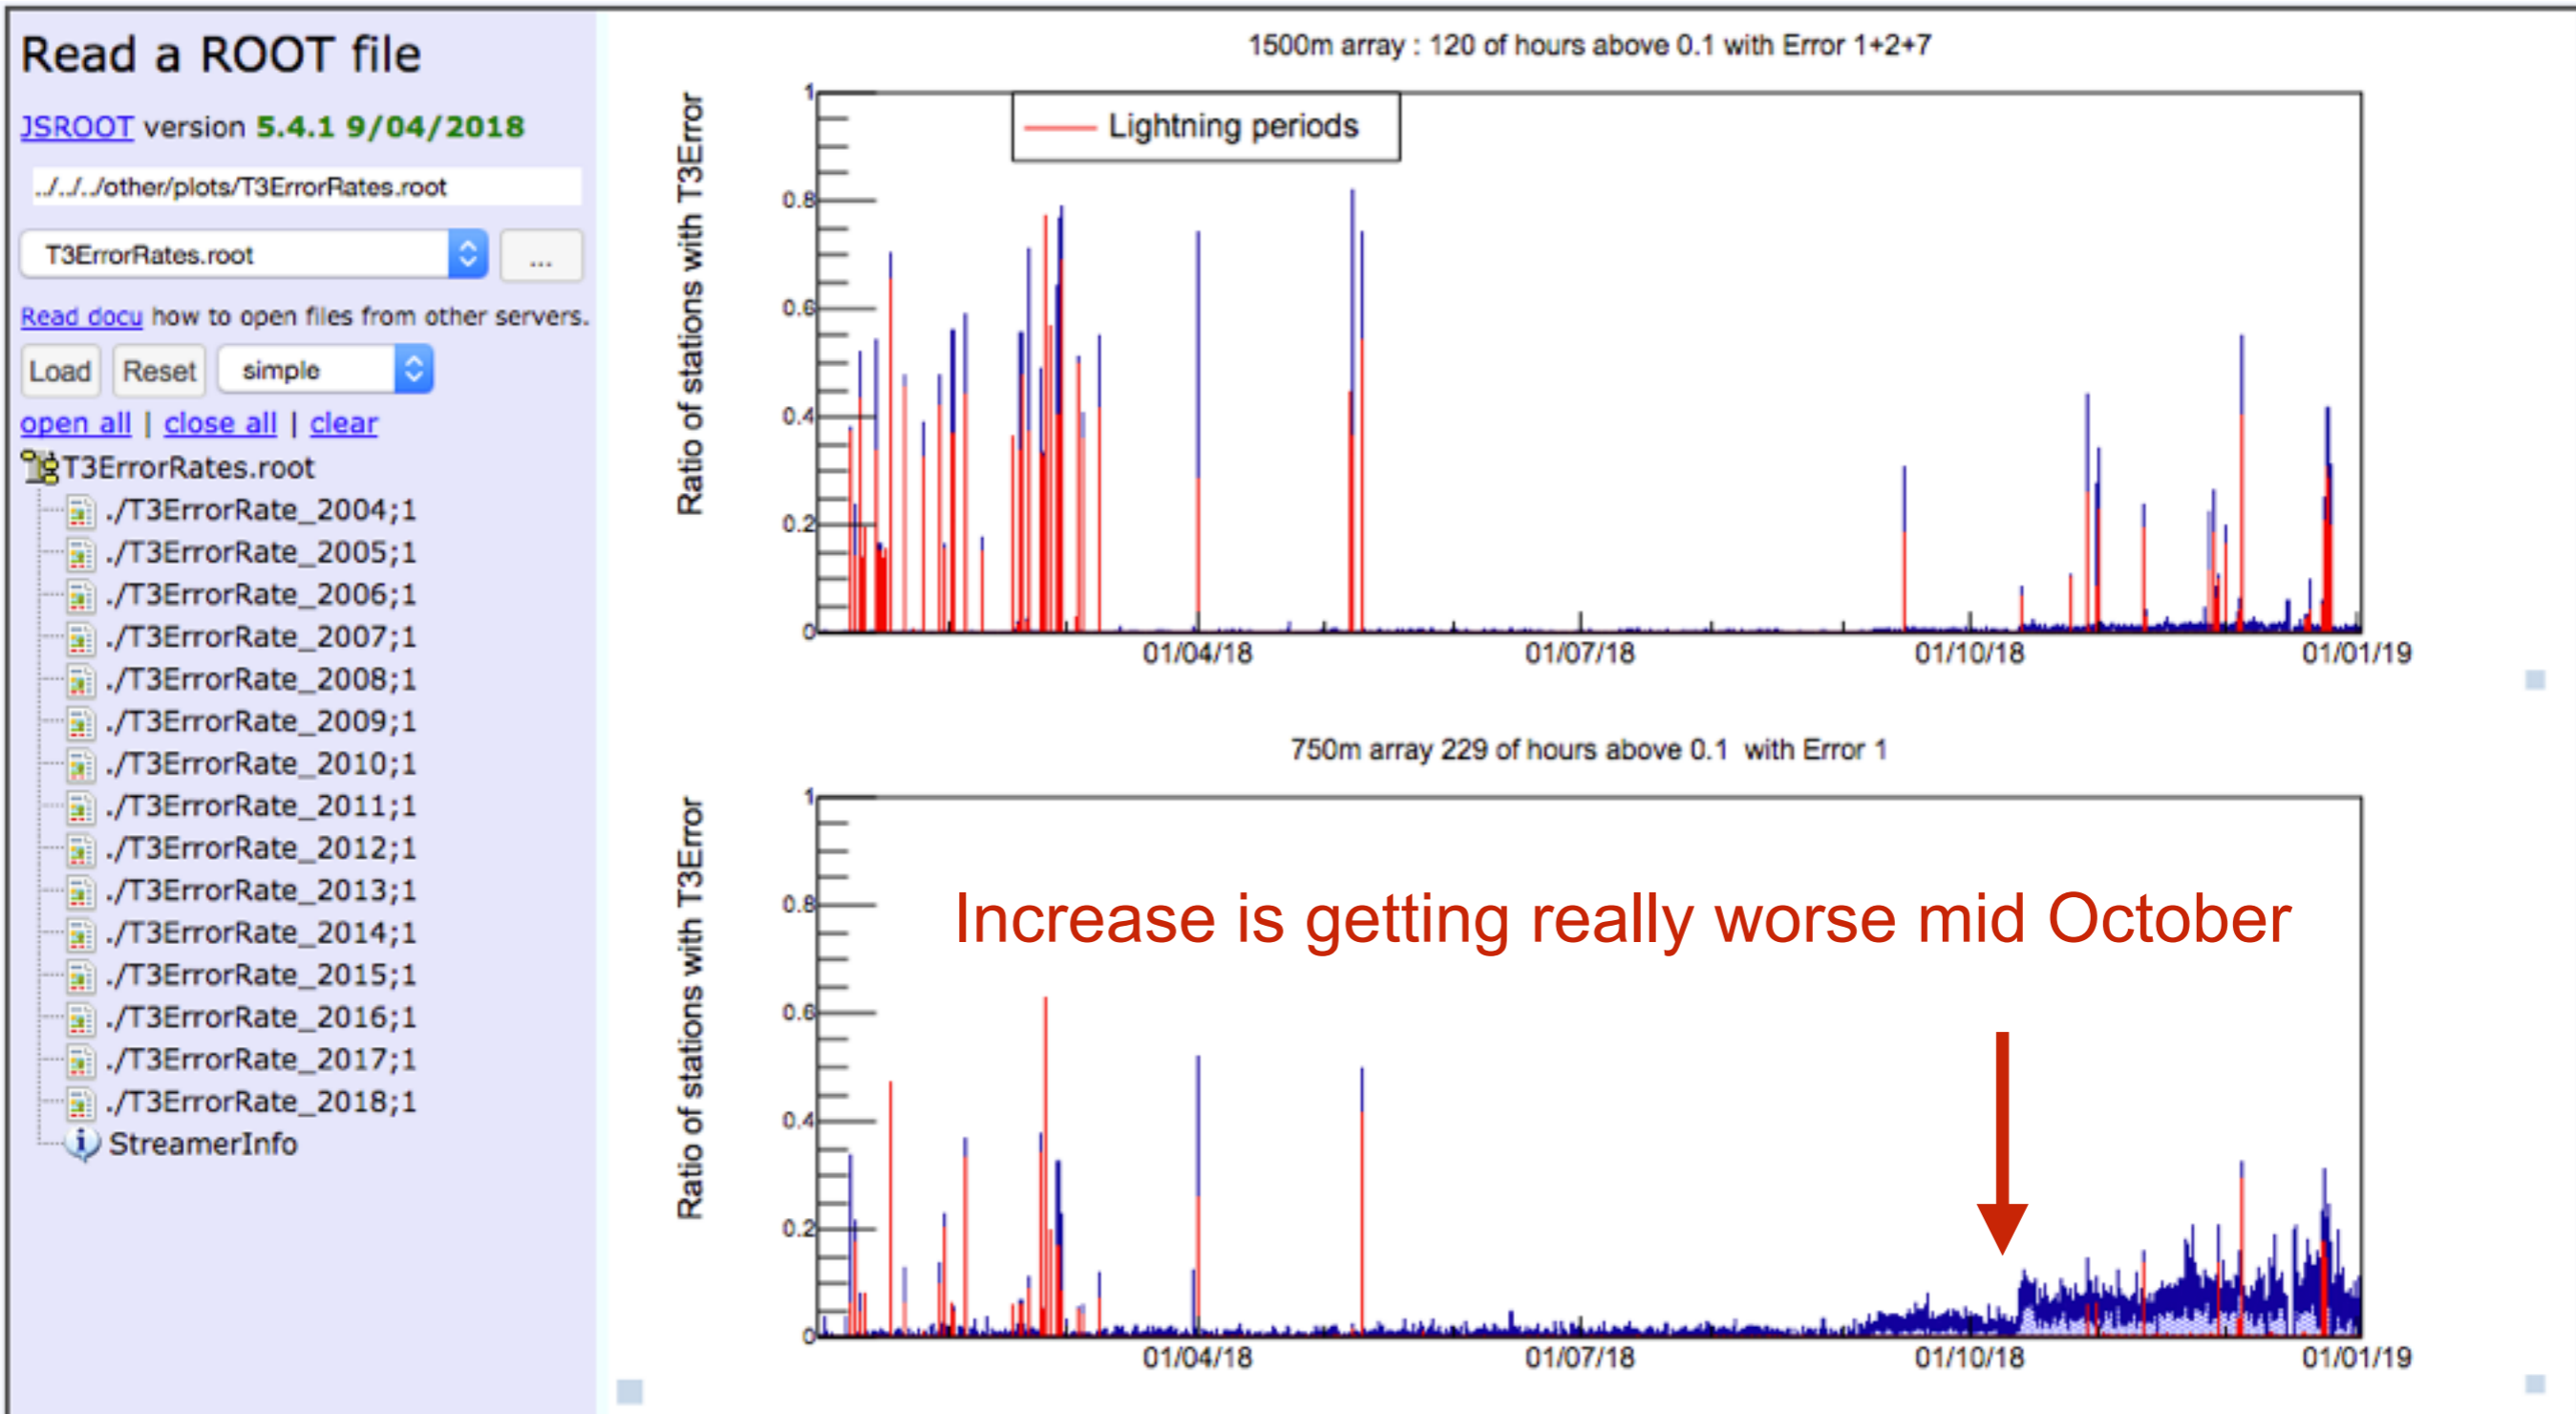 Read a ROOT file
JSROOT version 5.4.1 9/04/2018
../../../other/plots/T3ErrorRates.root
T3ErrorRates.root
...
Read docu how to open files from other servers.
Load Reset simple
open all | close all | clear
T3ErrorRates.root
./T3ErrorRate_2004;1
./T3ErrorRate_2005;1
./T3ErrorRate_2006;1
./T3ErrorRate_2007;1
./T3ErrorRate_2008;1
./T3ErrorRate_2009;1
./T3ErrorRate_2010;1
./T3ErrorRate_2011;1
./T3ErrorRate_2012;1
./T3ErrorRate_2013;1
./T3ErrorRate_2014;1
./T3ErrorRate_2015;1
./T3ErrorRate_2016;1
./T3ErrorRate_2017;1
./T3ErrorRate_2018;1
StreamerInfo
1500m array : 120 of hours above 0.1 with Error 1+2+7
Ratio of stations with T3Error
Lightning periods
1
0.8
0.6
0.4
0.2
0
01/04/18 01/07/18 01/10/18 01/01/19
750m array 229 of hours above 0.1 with Error 1
Ratio of stations with T3Error
Increase is getting really worse mid October
1
0.8
0.6
0.4
0.2
0
01/04/18 01/07/18 01/10/18 01/01/19